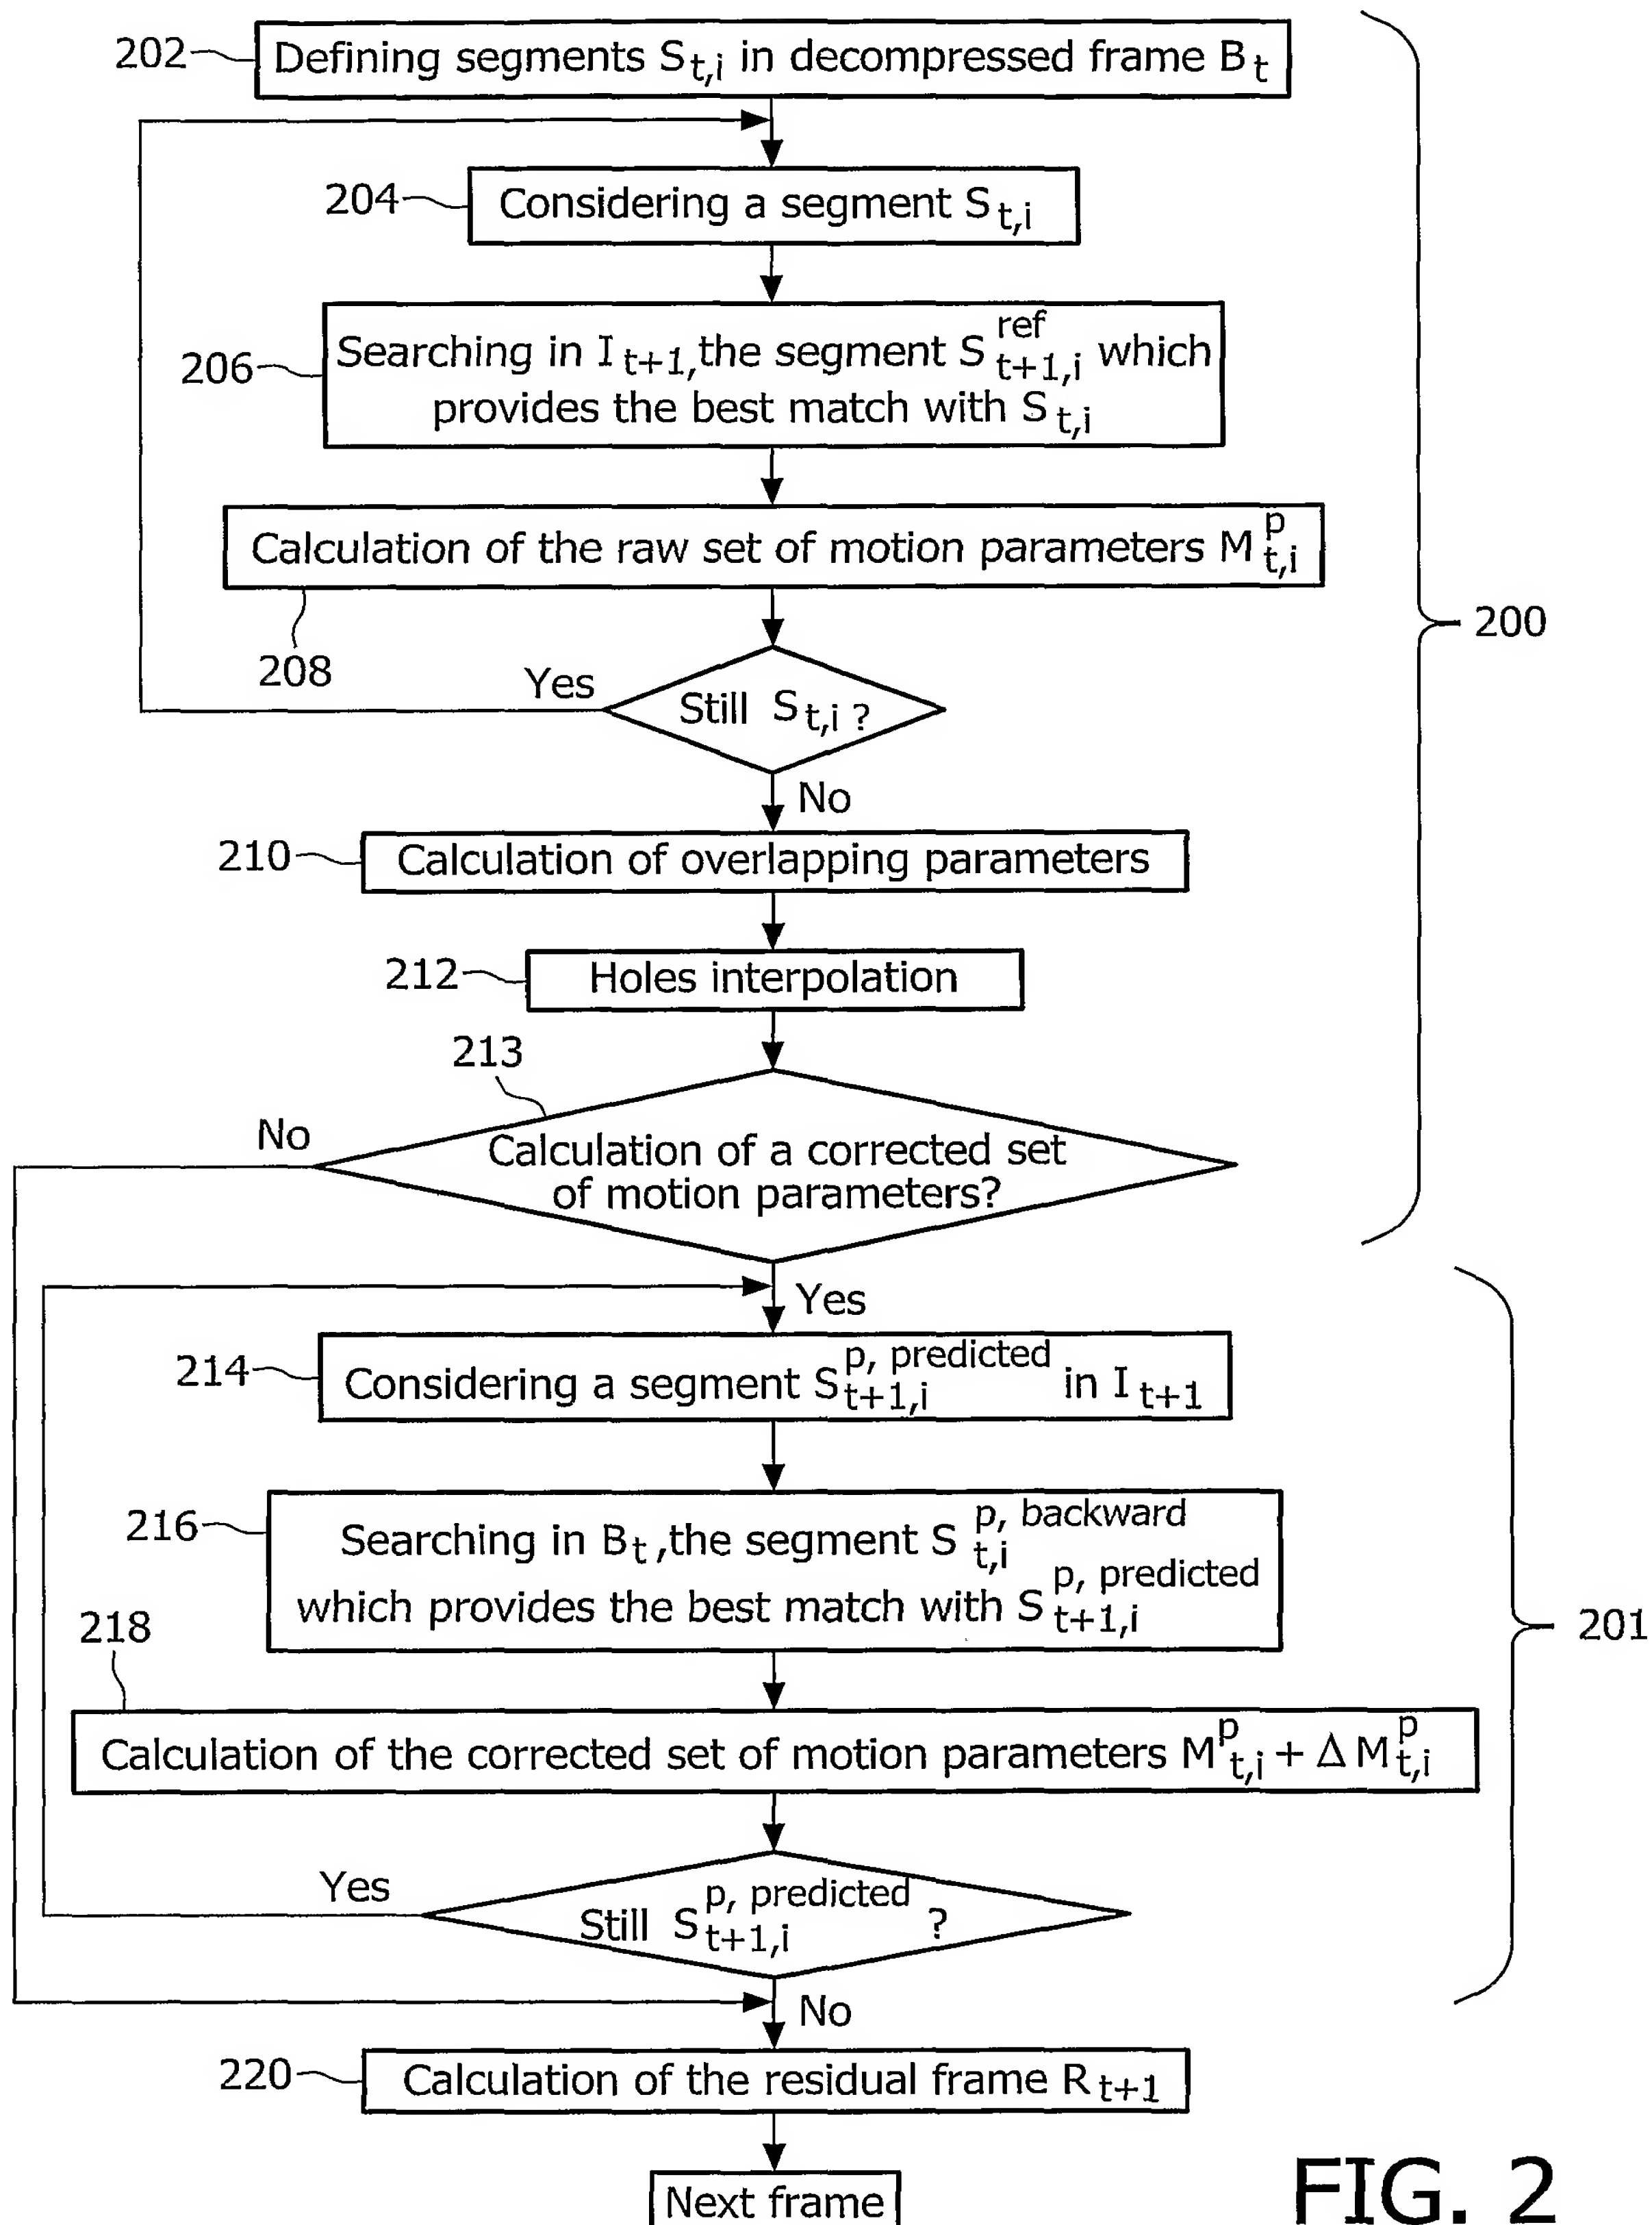 202 Defining segments S t,i in decompressed frame B t
204 Considering a segment S t,i
206 Searching in I t+1, the segment S ref t+1,i which
provides the best match with S t,i
Calculation of the raw set of motion parameters M p t,i
208
200
Yes
Still S t,i ?
No
210 Calculation of overlapping parameters
212 Holes interpolation
213
No
Calculation of a corrected set
of motion parameters?
Yes
214 Considering a segment S p, predicted t+1,i in I t+1
216 Searching in B t ,the segment S p, backward t,i
which provides the best match with S p, predicted t+1,i
218
201
Calculation of the corrected set of motion parameters M p t,i + Δ M p t,i
Yes
Still S p, predicted t+1,i ?
No
220 Calculation of the residual frame R t+1
Next frame
FIG. 2